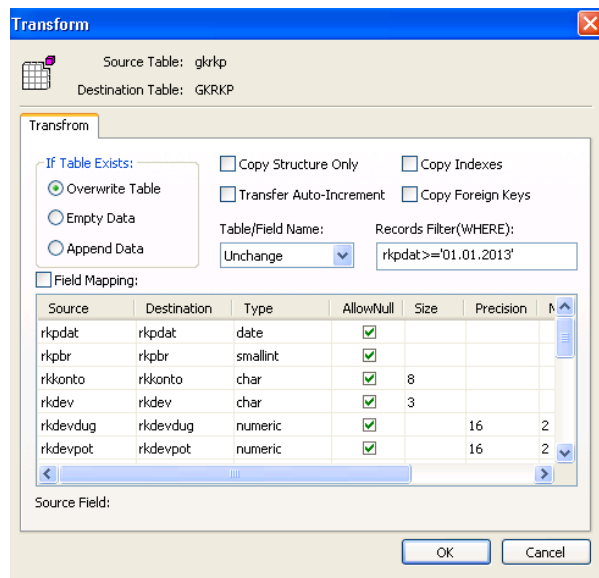 Transform
Source Table: gkrkp
Destination Table: GKRKP
Transfrom
If Table Exists:
Overwrite Table
Empty Data
Append Data
Copy Structure Only
Copy Indexes
Transfer Auto-Increment
Copy Foreign Keys
Table/Field Name:
Records Filter(WHERE):
Unchange
rkpdat>='01.01.2013'
Field Mapping:
Source Destination Type AllowNull Size Precision
rkpdat rkpdat date
rkpbr rkpbr smallint
rkkonto rkkonto char 8
rkdev rkdev char 3
rkdevdug rkdevdug numeric 16 2
rkdevpot rkdevpot numeric 16 2
Source Field:
OK Cancel